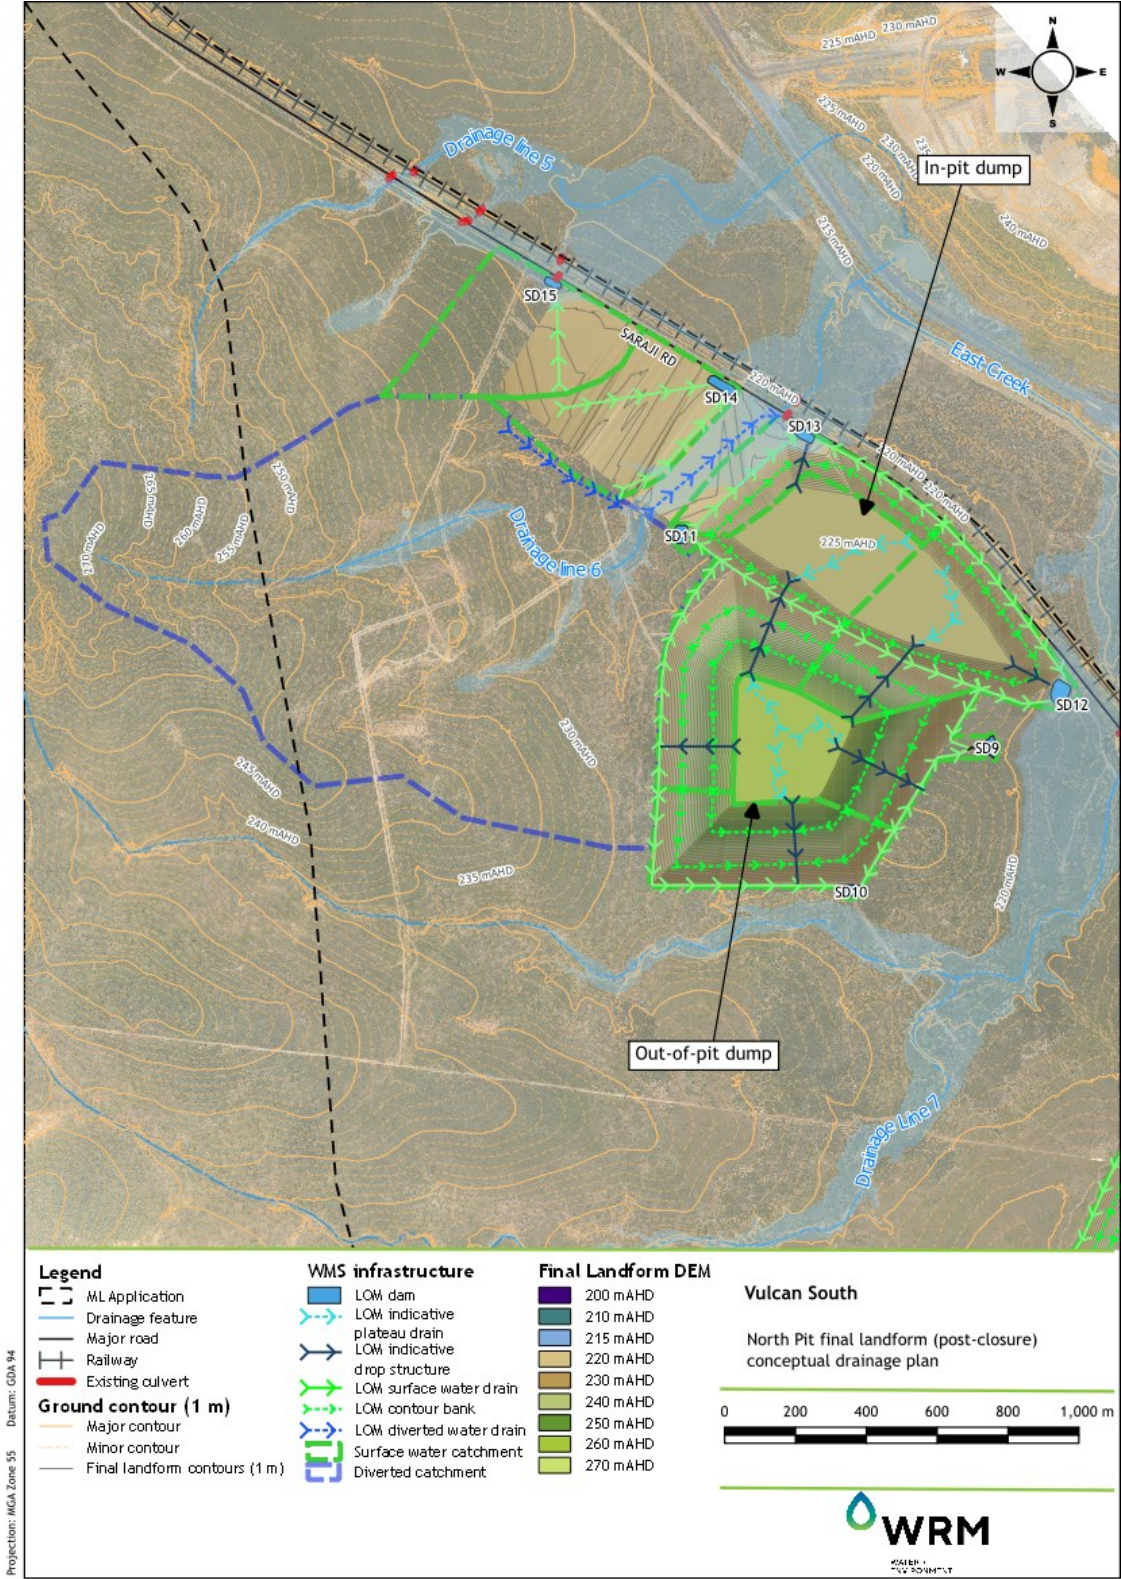 225 mAHD
230 mAHD
N
W
E
S
225 mAHD
230 mAHD
220 mAHD
Drainage line 5
In-pit dump
240 mAHD
215 mAHD
SD15
SARAJI RD
East Creek
220 mAHD
SD14
SD13
220 mAHD
220 mAHD
250 mAHD
265 mAHD
260 mAHD
255 mAHD
270 mAHD
Drainage line 6
SD11
225 mAHD
SD12
230 mAHD
SD9
245 mAHD
240 mAHD
235 mAHD
220 mAHD
SD10
Out-of-pit dump
Drainage Line 7
Legend
ML Application
Drainage feature
Major road
Railway
Existing culvert
Ground contour (1 m)
Major contour
Minor contour
Final landform contours (1 m)
WMS infrastructure
LOM dam
LOM indicative
plateau drain
LOM indicative
drop structure
LOM surface water drain
LOM contour bank
LOM diverted water drain
Surface water catchment
Diverted catchment
Final Landform DEM
200 mAHD
210 mAHD
215 mAHD
220 mAHD
230 mAHD
240 mAHD
250 mAHD
260 mAHD
270 mAHD
Vulcan South
North Pit final landform (post-closure)
conceptual drainage plan
0 200 400 600 800 1,000 m
WRM
WATER +
ENVIRONMENT
Projection: MGA Zone 55 Datum: GDA 94